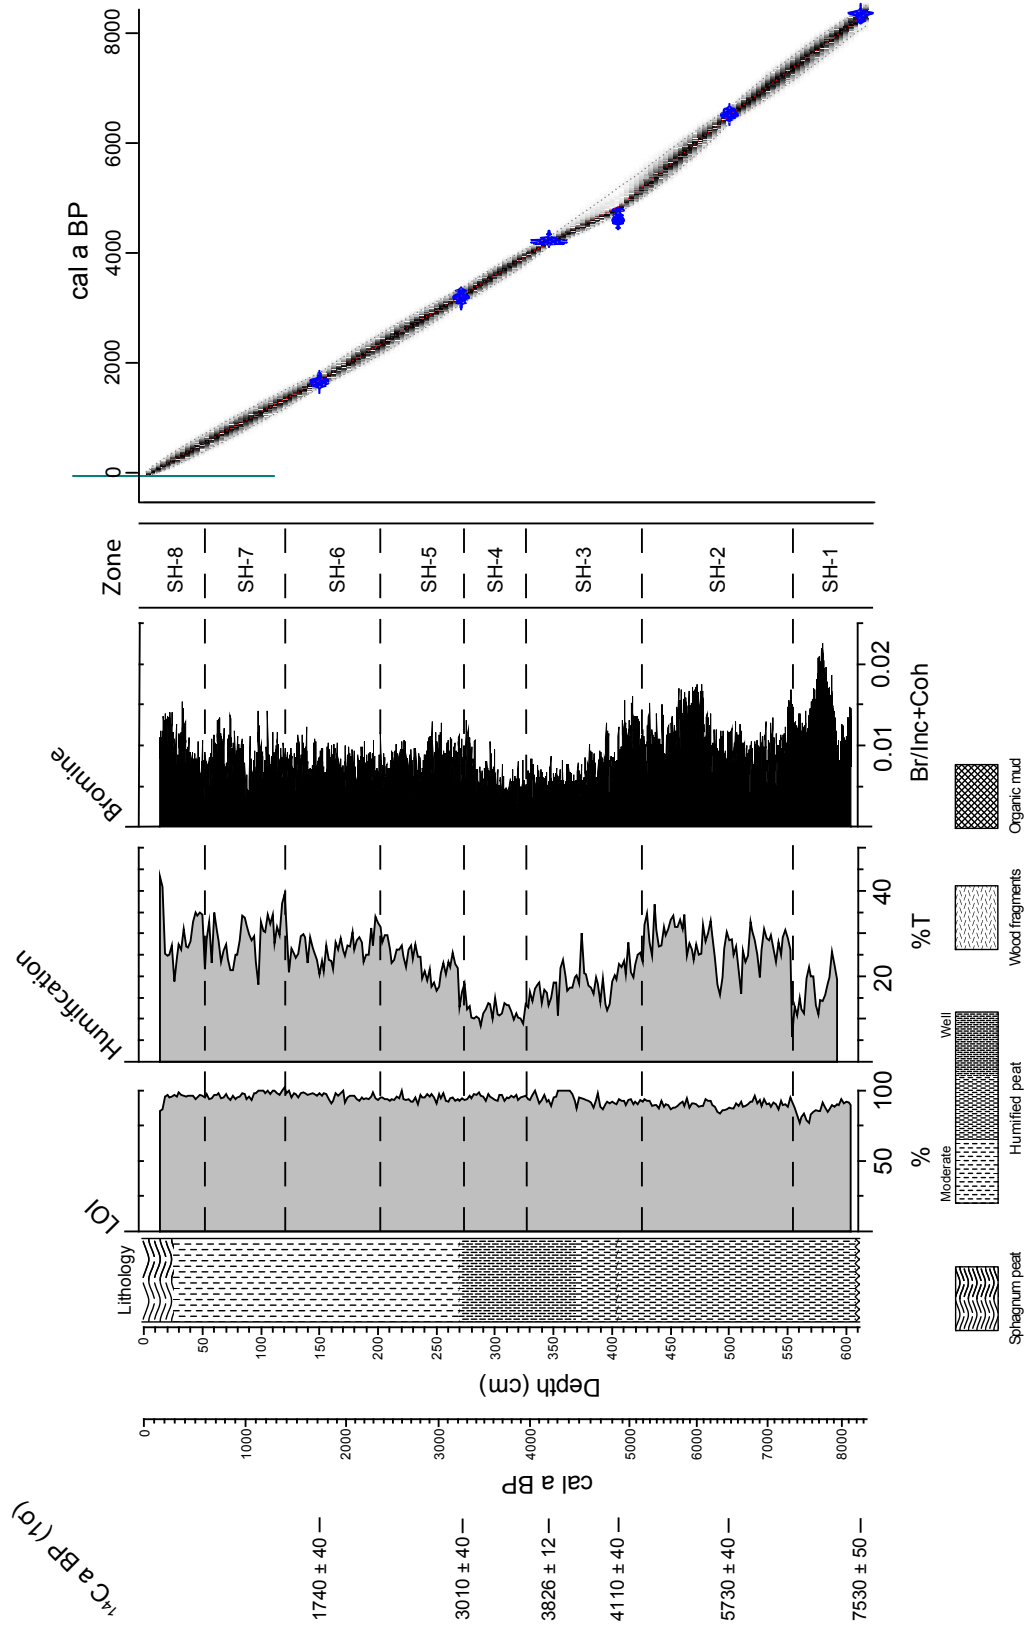 ¹⁴C a BP (1σ)
1740 ± 40
3010 ± 40
3826 ± 12
4110 ± 40
5730 ± 40
7530 ± 50
cal a BP
0
1000
2000
3000
4000
5000
6000
7000
8000
Depth (cm)
0
50
100
150
200
250
300
350
400
450
500
550
600
Lithology
LOI
50
100
%
Humification
20
40
%T
Bromine
0.01
0.02
Br/Inc+Coh
Zone
SH-8
SH-7
SH-6
SH-5
SH-4
SH-3
SH-2
SH-1
cal a BP
0
2000
4000
6000
8000
Sphagnum peat
Moderate
Well
Humified peat
Wood fragments
Organic mud